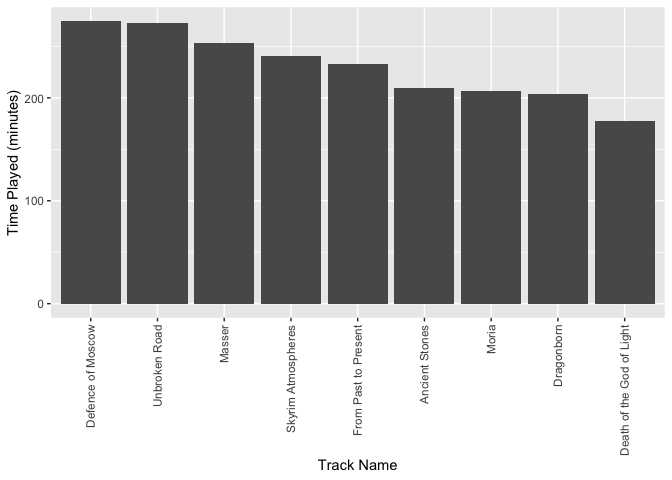 Time Played (minutes)
200
100
0
Defence of Moscow
Unbroken Road
Masser
Skyrim Atmospheres
From Past to Present
Ancient Stones
Moria
Dragonborn
Death of the God of Light
Track Name